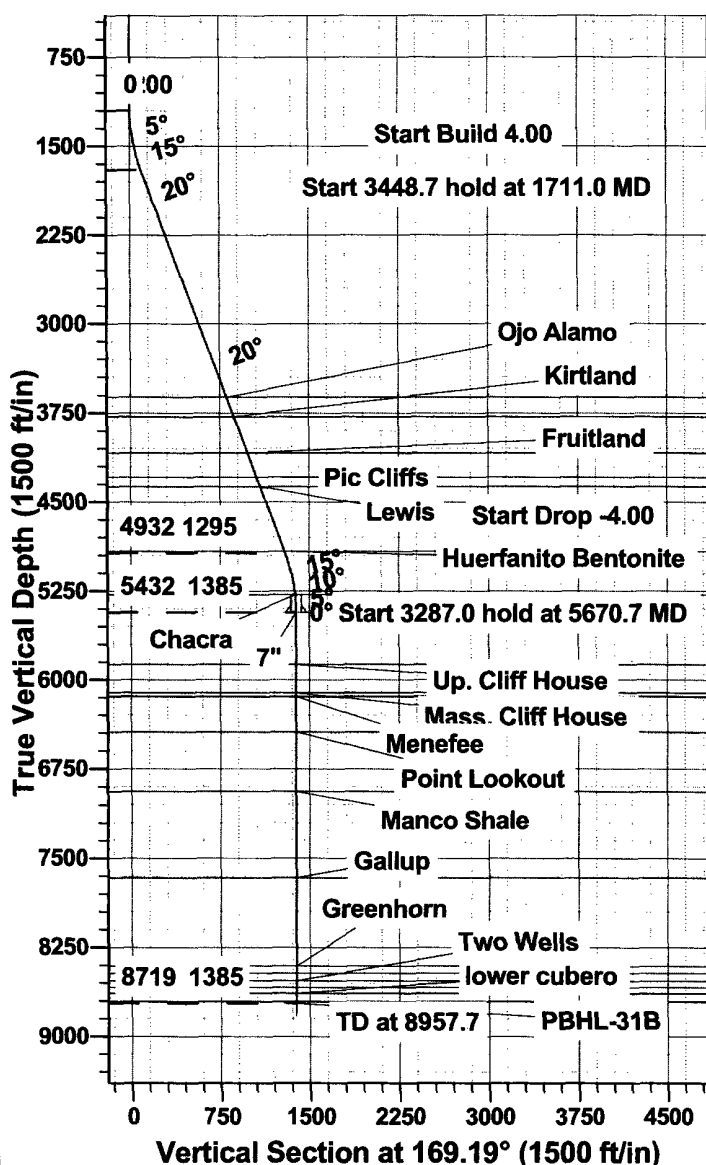 750
0
00
5°
Start Build 4.00
1500
15°
20°
Start 3448.7 hold at 1711.0 MD
2250
3000
Ojo Alamo
20°
Kirtland
3750
Fruitland
Pic Cliffs
4500
Lewis
Start Drop -4.00
4932 1295
15°
Huerfanito Bentonite
10°
5250
5432 1385
5°
0°
Start 3287.0 hold at 5670.7 MD
Chacra
7"
6000
Up. Cliff House
Mass. Cliff House
Menefee
6750
Point Lookout
Manco Shale
7500
Gallup
Greenhorn
8250
Two Wells
8719 1385
lower cubero
TD at 8957.7
PBHL-31B
9000
True Vertical Depth (1500 ft/in)
0 750 1500 2250 3000 3750 4500
Vertical Section at 169.19° (1500 ft/in)